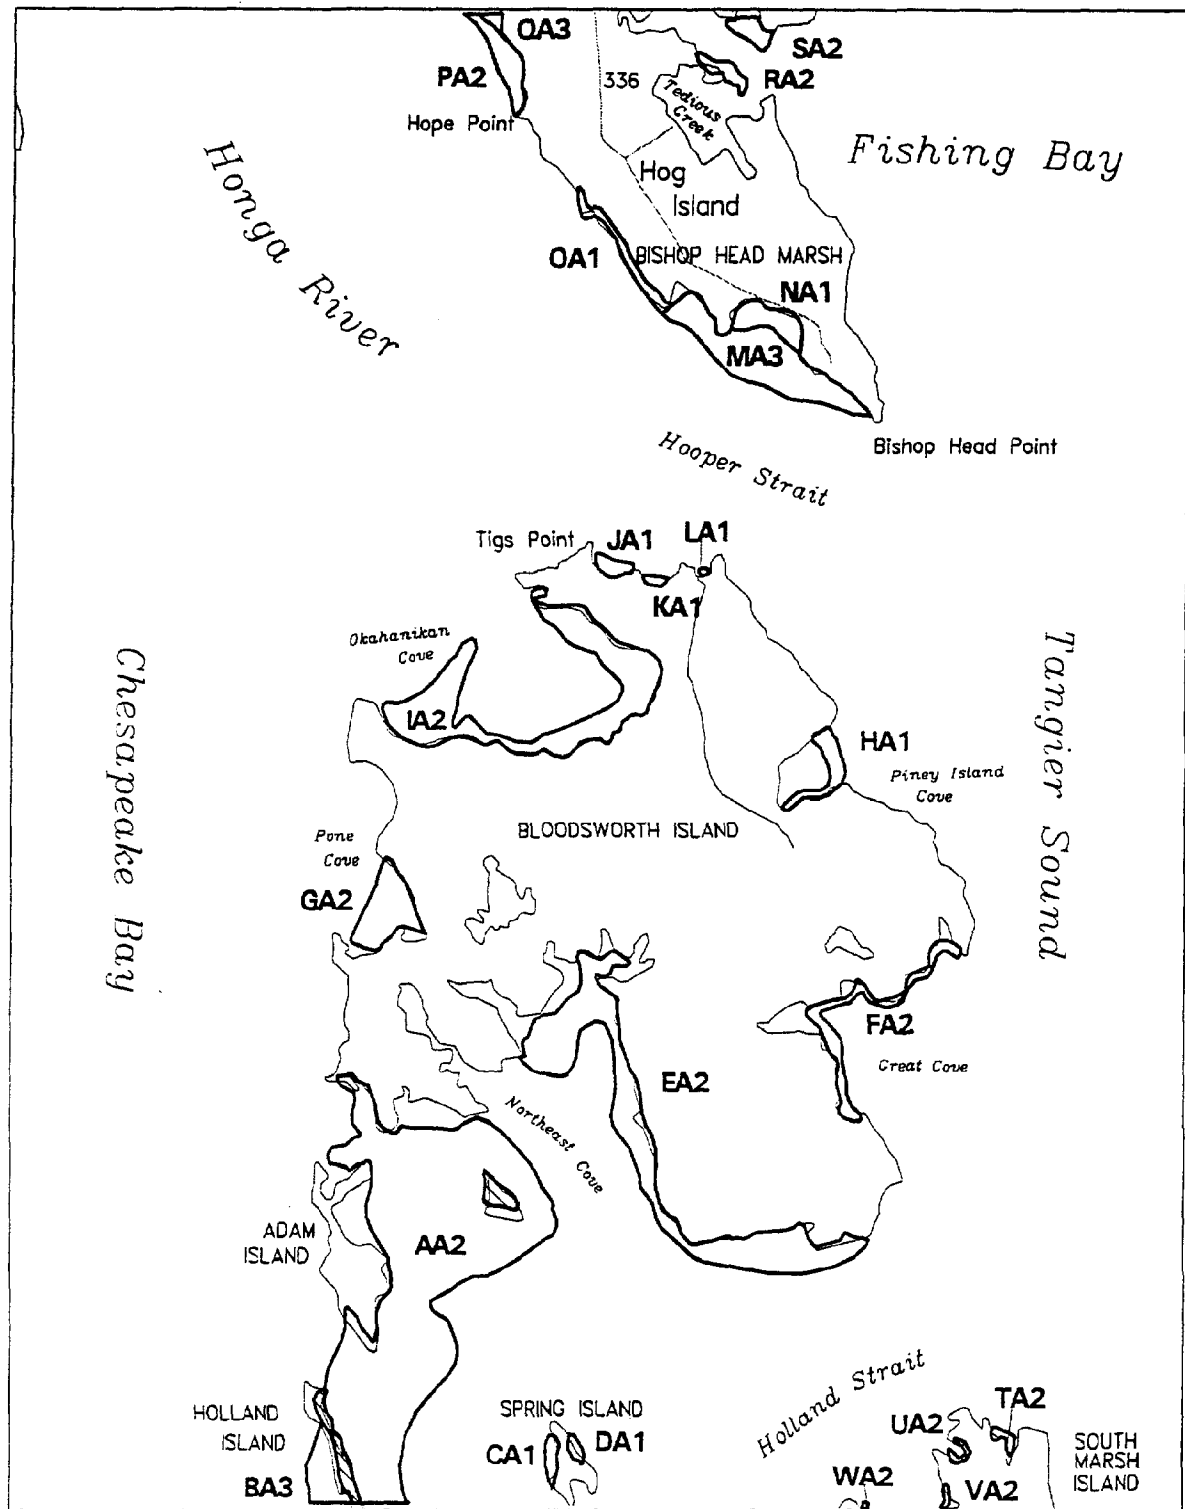 QA3
SA2
PA2
336
RA2
Tedious
Creek
Hope Point
Fishing Bay
Honga River
Hog
Island
OA1
BISHOP HEAD MARSH
NA1
MA3
Bishop Head Point
Hooper Strait
Tigs Point
JA1
LA1
KA1
Okahanikan
Cove
Chesapeake Bay
Tangier Sound
IA2
HA1
Piney Island
Cove
BLOODSWORTH ISLAND
Pone
Cove
GA2
FA2
Great Cove
EA2
Northeast Cove
ADAM
ISLAND
AA2
Holland Strait
HOLLAND
ISLAND
SPRING ISLAND
TA2
UA2
CA1
DA1
SOUTH
MARSH
ISLAND
BA3
WA2
VA2